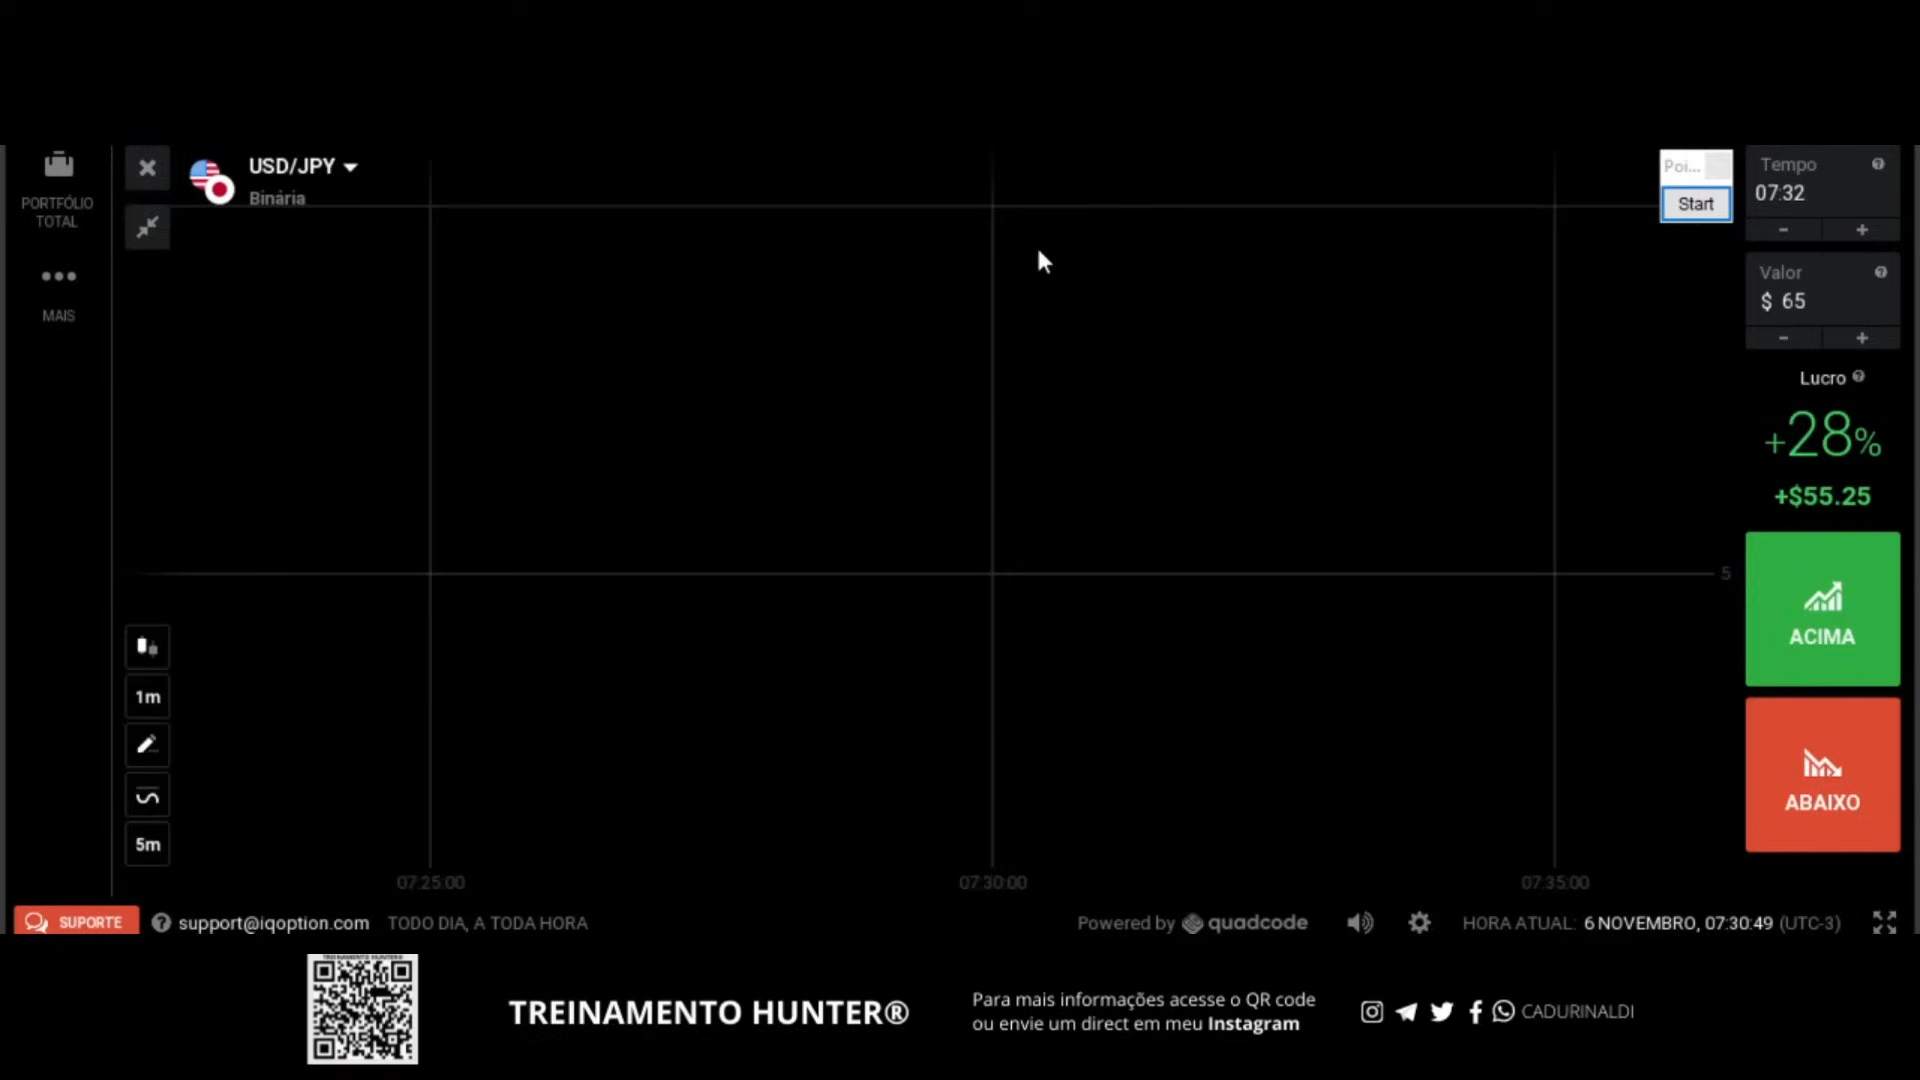 PORTFÓLIO
TOTAL
MAIS
USD/JPY
Binária
Poi...
Start
Tempo
07:32
Valor
$ 65
Lucro
+28%
+$55.25
ACIMA
ABAIXO
5
1m
5m
07:25:00
07:30:00
07:35:00
SUPORTE
support@iqoption.com
TODO DIA, A TODA HORA
Powered by quadcode
HORA ATUAL: 6 NOVEMBRO, 07:30:49 (UTC-3)
TREINAMENTO HUNTER®
TREINAMENTO HUNTER®
Para mais informações acesse o QR code
ou envie um direct em meu Instagram
CADURINALDI